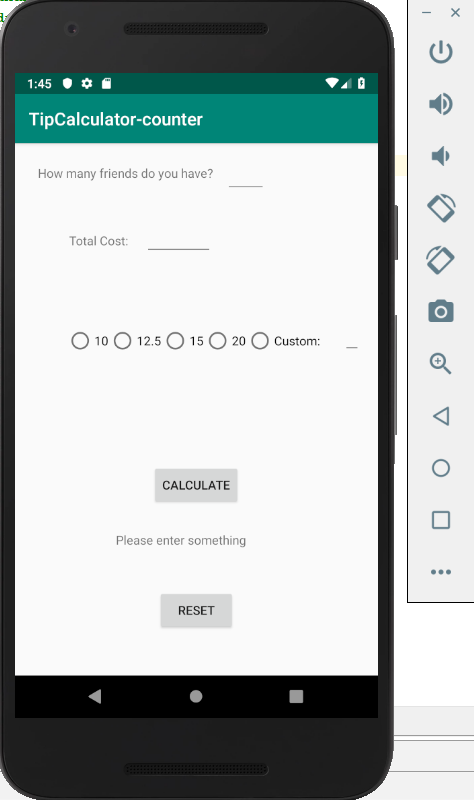 1:45
TipCalculator-counter
How many friends do you have?
Total Cost:
10 12.5 15 20 Custom:
CALCULATE
Please enter something
RESET